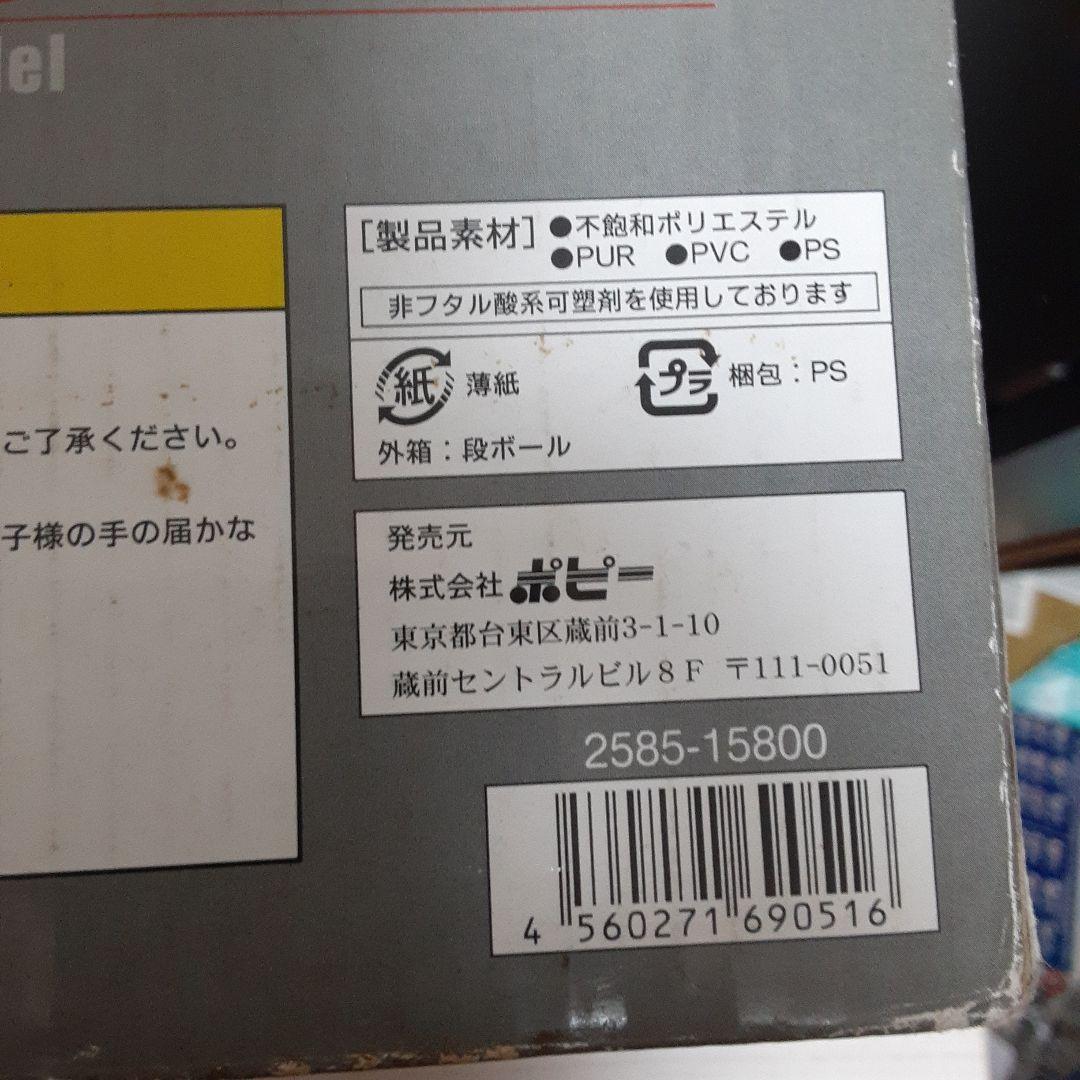 del
ご了承ください。
子様の手の届かな
[製品素材] ●不飽和ポリエステル
●PUR ●PVC ●PS
非フタル酸系可塑剤を使用しております
紙 薄紙
プラ 梱包：PS
外箱：段ボール
発売元
株式会社ポピー
東京都台東区蔵前3-1-10
蔵前セントラルビル8F 〒111-0051
2585-15800
4 560271 690516